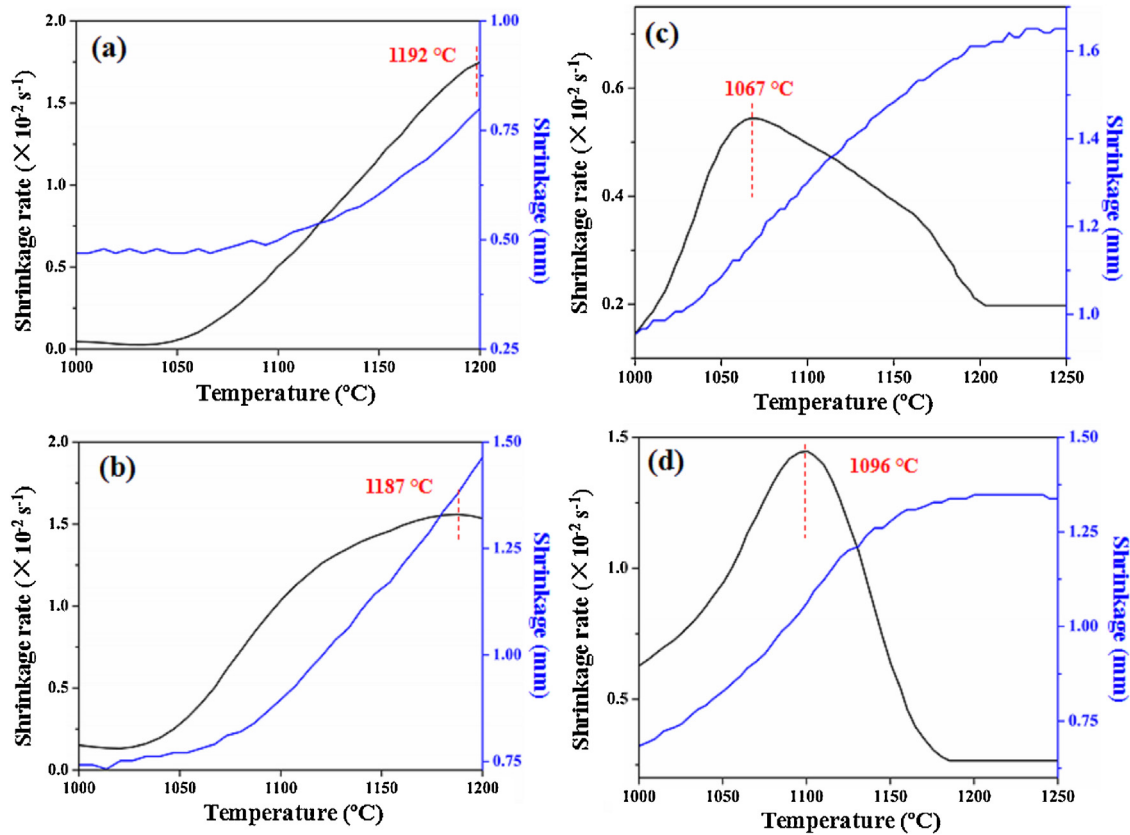 (a)
1192 °C
Shrinkage rate (×10⁻² s⁻¹)
2.0
1.5
1.0
0.5
0.0
1000
1050
1100
1150
1200
Temperature (°C)
1.00
0.75
0.50
0.25
Shrinkage (mm)
(c)
1067 °C
Shrinkage rate (×10⁻² s⁻¹)
0.6
0.4
0.2
1000
1050
1100
1150
1200
1250
Temperature (°C)
1.6
1.4
1.2
1.0
Shrinkage (mm)
(b)
1187 °C
Shrinkage rate (×10⁻² s⁻¹)
2.0
1.5
1.0
0.5
0.0
1000
1050
1100
1150
1200
Temperature (°C)
1.50
1.25
1.00
0.75
Shrinkage (mm)
(d)
1096 °C
Shrinkage rate (×10⁻² s⁻¹)
1.5
1.0
0.5
1000
1050
1100
1150
1200
1250
Temperature (°C)
1.50
1.25
1.00
0.75
Shrinkage (mm)